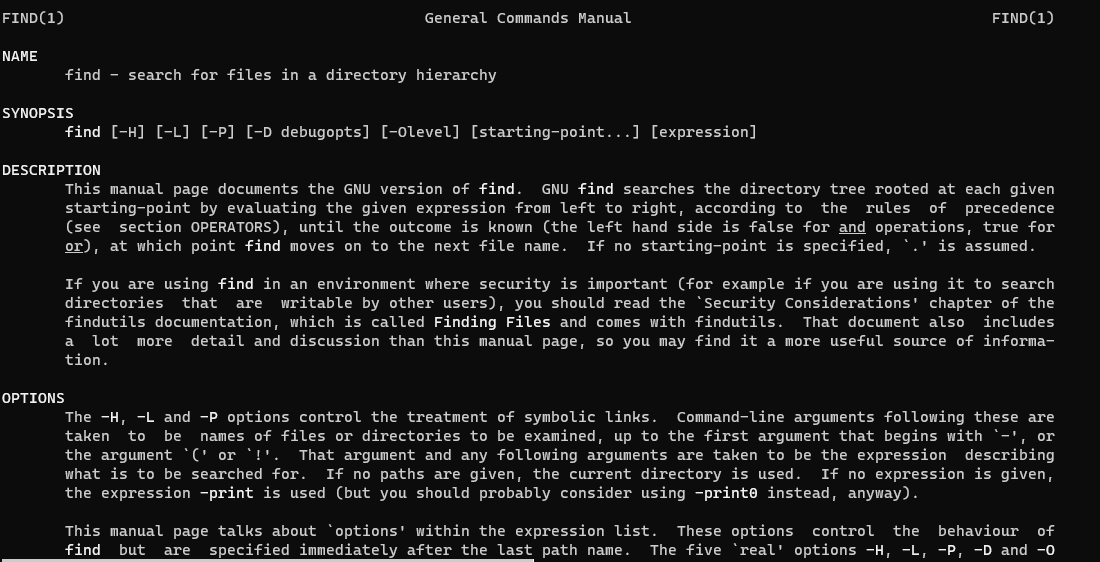 FIND(1) General Commands Manual FIND(1)
NAME
find - search for files in a directory hierarchy
SYNOPSIS
find [-H] [-L] [-P] [-D debugopts] [-Olevel] [starting-point...] [expression]
DESCRIPTION
This manual page documents the GNU version of find. GNU find searches the directory tree rooted at each given
starting-point by evaluating the given expression from left to right, according to the rules of precedence
(see section OPERATORS), until the outcome is known (the left hand side is false for and operations, true for
or), at which point find moves on to the next file name. If no starting-point is specified, `.' is assumed.
If you are using find in an environment where security is important (for example if you are using it to search
directories that are writable by other users), you should read the `Security Considerations' chapter of the
findutils documentation, which is called Finding Files and comes with findutils. That document also includes
a lot more detail and discussion than this manual page, so you may find it a more useful source of informa-
tion.
OPTIONS
The -H, -L and -P options control the treatment of symbolic links. Command-line arguments following these are
taken to be names of files or directories to be examined, up to the first argument that begins with `-', or
the argument `(' or `!'. That argument and any following arguments are taken to be the expression describing
what is to be searched for. If no paths are given, the current directory is used. If no expression is given,
the expression -print is used (but you should probably consider using -print0 instead, anyway).
This manual page talks about `options' within the expression list. These options control the behaviour of
find but are specified immediately after the last path name. The five `real' options -H, -L, -P, -D and -O